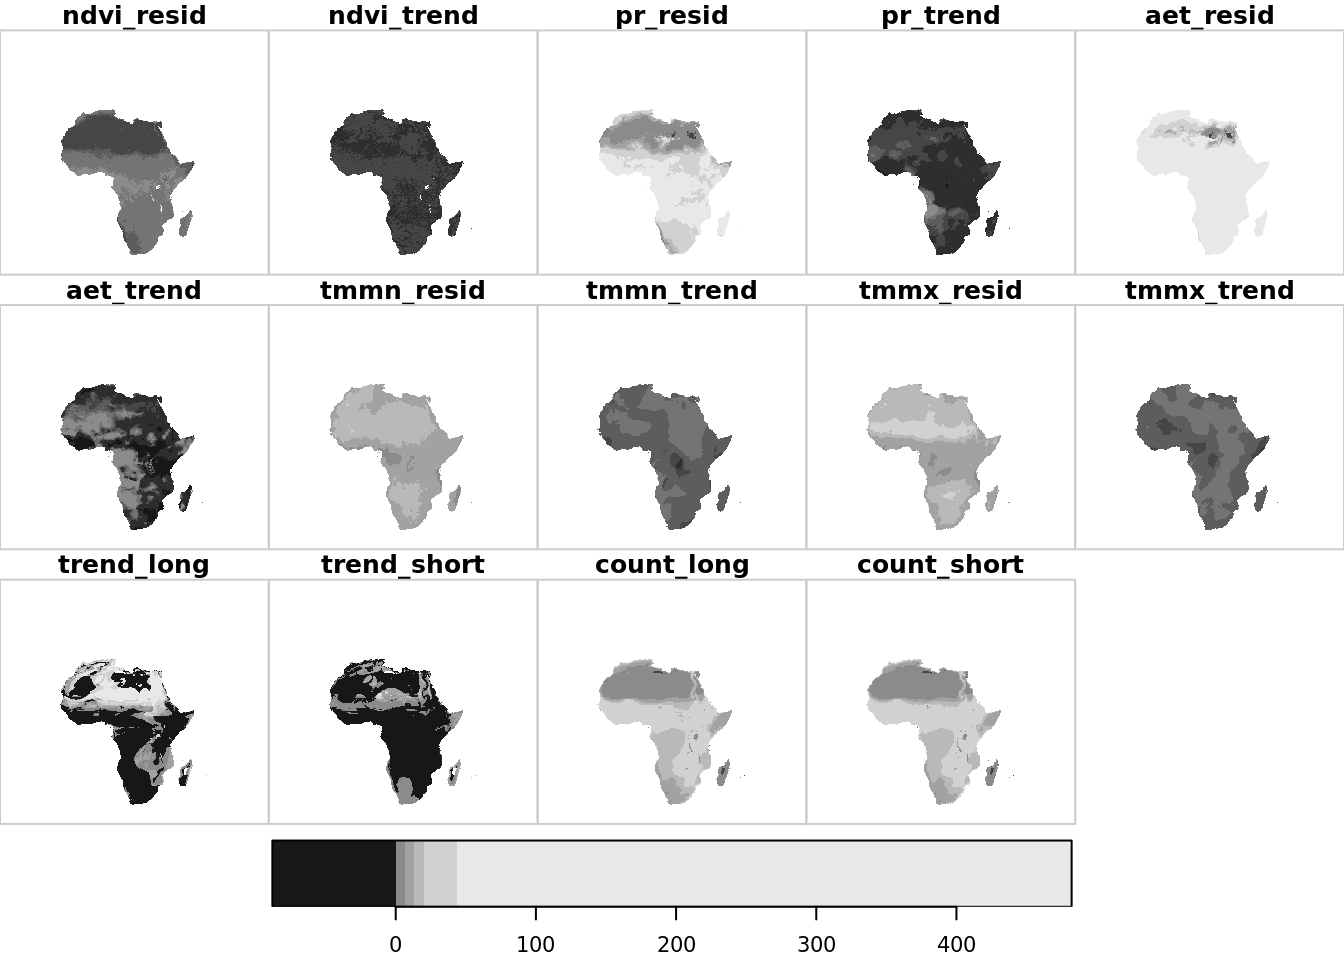 ndvi_resid ndvi_trend pr_resid pr_trend aet_resid
aet_trend tmmn_resid tmmn_trend tmmx_resid tmmx_trend
trend_long trend_short count_long count_short
0 100 200 300 400